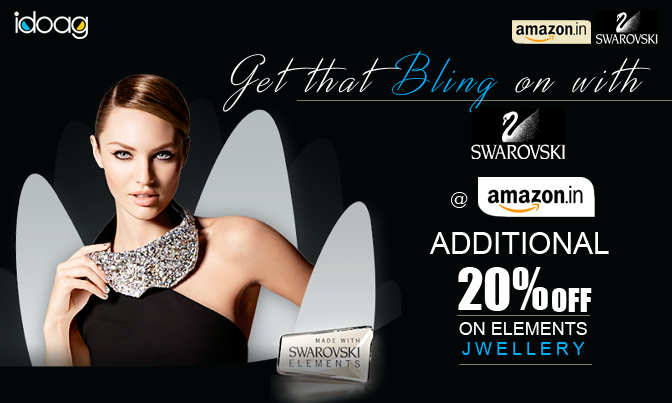 idoag
amazon.in
SWAROVSKI
Get that Bling on with
SWAROVSKI
@ amazon.in
ADDITIONAL
20% OFF
ON ELEMENTS
JWELLERY
MADE WITH
SWAROVSKI
ELEMENTS